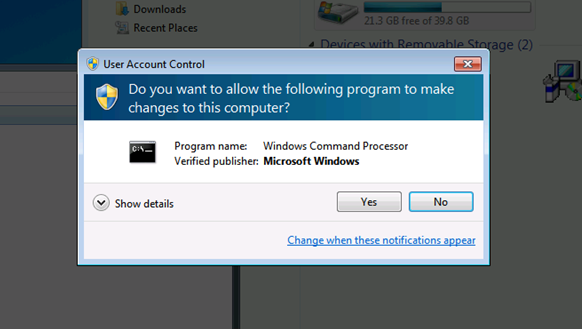 Downloads
Recent Places
21.3 GB free of 39.8 GB
Devices with Removable Storage (2)
User Account Control
Do you want to allow the following program to make
changes to this computer?
C:\_
Program name: Windows Command Processor
Verified publisher: Microsoft Windows
Show details
Yes
No
Change when these notifications appear